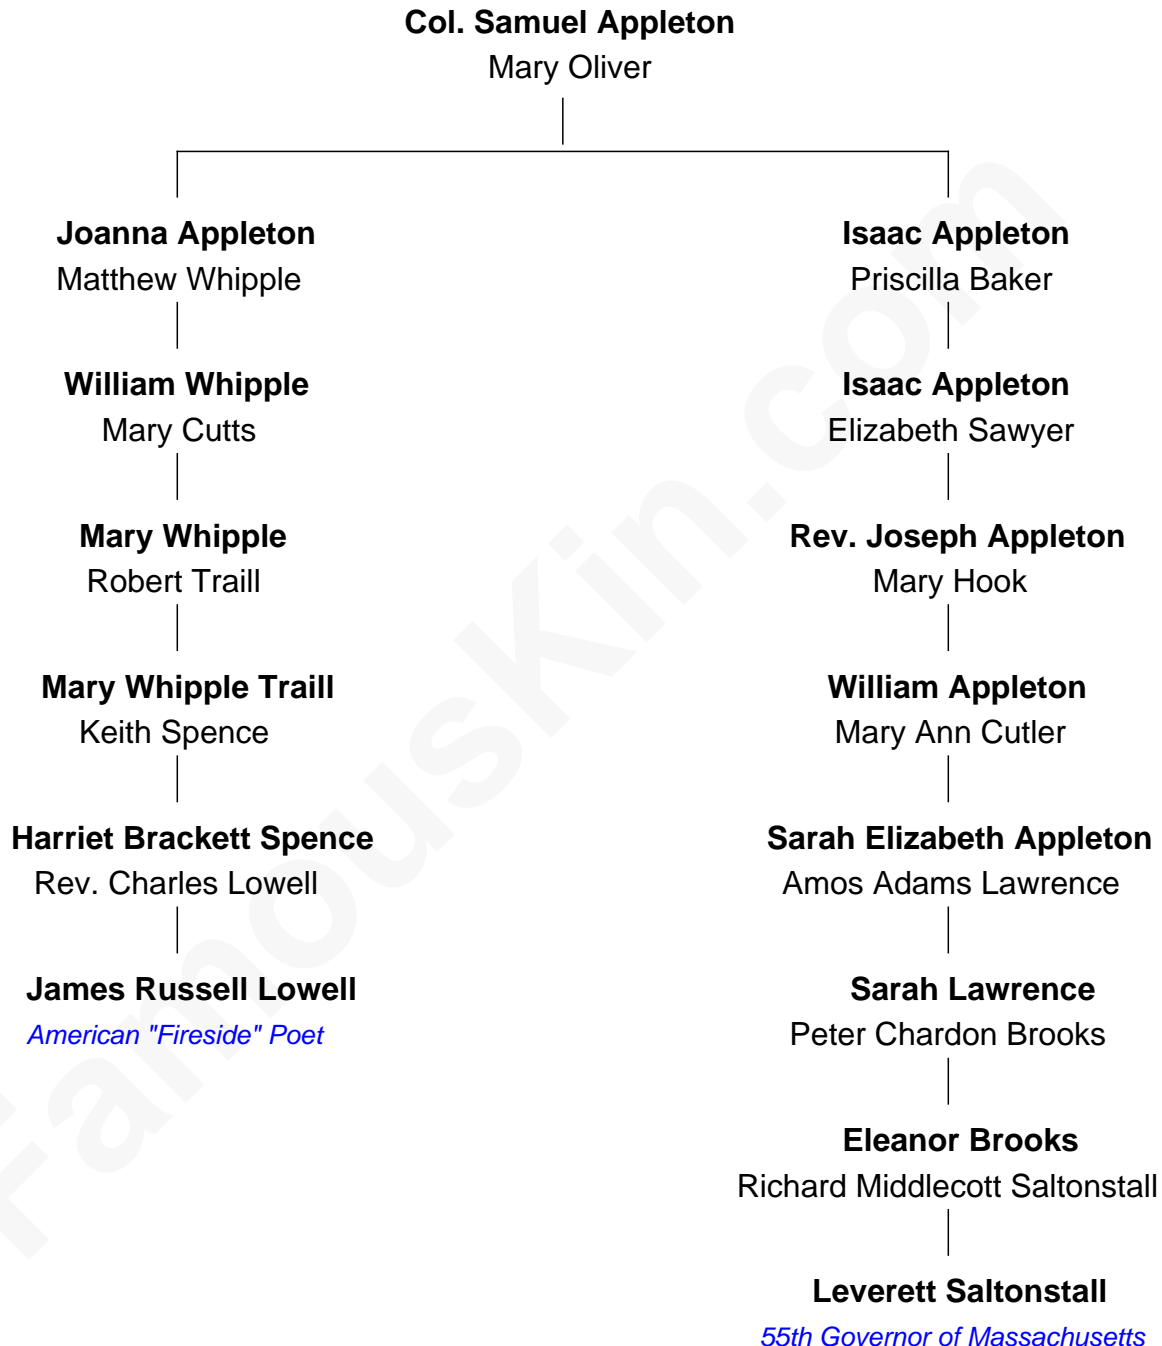 Col. Samuel Appleton
Mary Oliver
Joanna Appleton
Matthew Whipple
William Whipple
Mary Cutts
Mary Whipple
Robert Traill
Mary Whipple Traill
Keith Spence
Harriet Brackett Spence
Rev. Charles Lowell
James Russell Lowell
American "Fireside" Poet
Isaac Appleton
Priscilla Baker
Isaac Appleton
Elizabeth Sawyer
Rev. Joseph Appleton
Mary Hook
William Appleton
Mary Ann Cutler
Sarah Elizabeth Appleton
Amos Adams Lawrence
Sarah Lawrence
Peter Chardon Brooks
Eleanor Brooks
Richard Middlecott Saltonstall
Leverett Saltonstall
55th Governor of Massachusetts
FamousKin.com